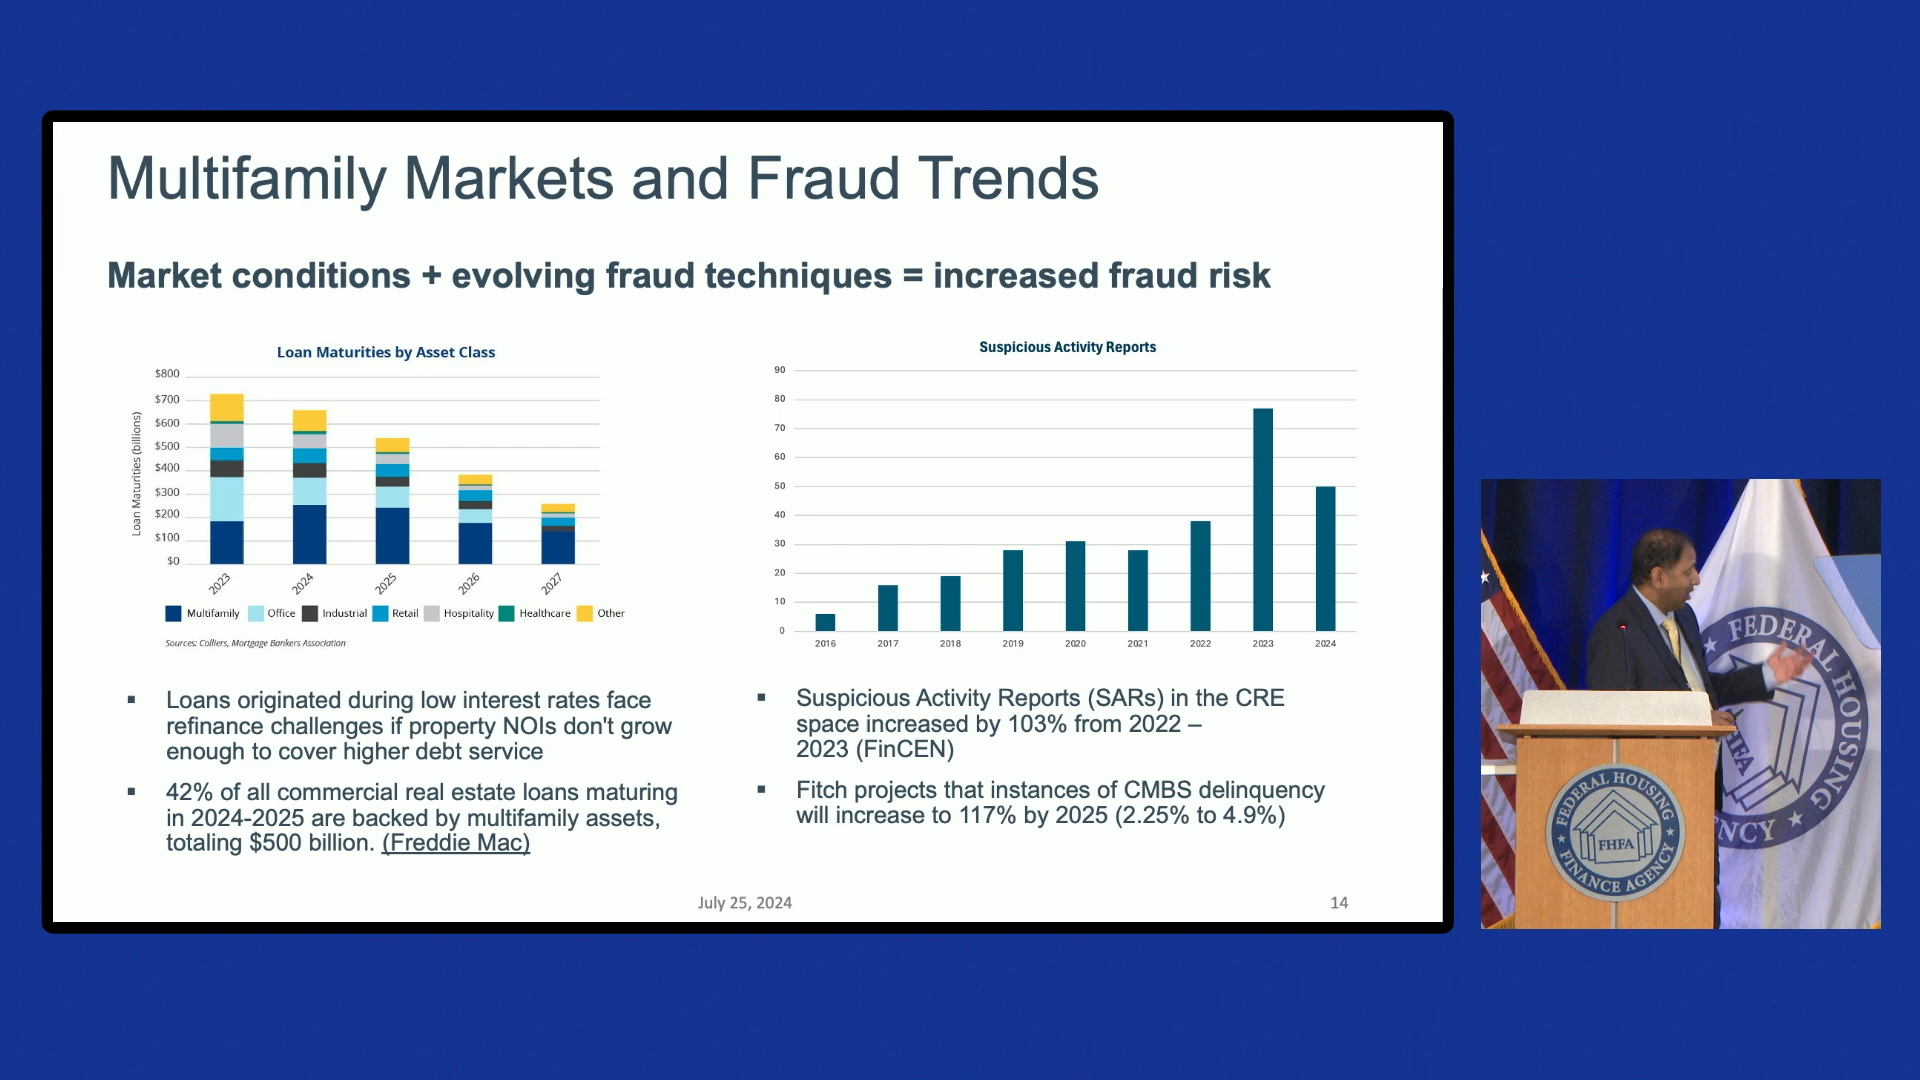 Multifamily Markets and Fraud Trends
Market conditions + evolving fraud techniques = increased fraud risk
Loan Maturities by Asset Class
Loan Maturities (billions)
$800
$700
$600
$500
$400
$300
$200
$100
$0
2023
2024
2025
2026
2027
Multifamily Office Industrial Retail Hospitality Healthcare Other
Sources: Colliers, Mortgage Bankers Association
Suspicious Activity Reports
90
80
70
60
50
40
30
20
10
0
2016 2017 2018 2019 2020 2021 2022 2023 2024
▪ Loans originated during low interest rates face
refinance challenges if property NOIs don't grow
enough to cover higher debt service
▪ 42% of all commercial real estate loans maturing
in 2024-2025 are backed by multifamily assets,
totaling $500 billion. (Freddie Mac)
▪ Suspicious Activity Reports (SARs) in the CRE
space increased by 103% from 2022 –
2023 (FinCEN)
▪ Fitch projects that instances of CMBS delinquency
will increase to 117% by 2025 (2.25% to 4.9%)
July 25, 2024
14
FEDERAL HOUSING
NCY
FHFA
FEDERAL HOUSING
FINANCE AGENCY
FHFA